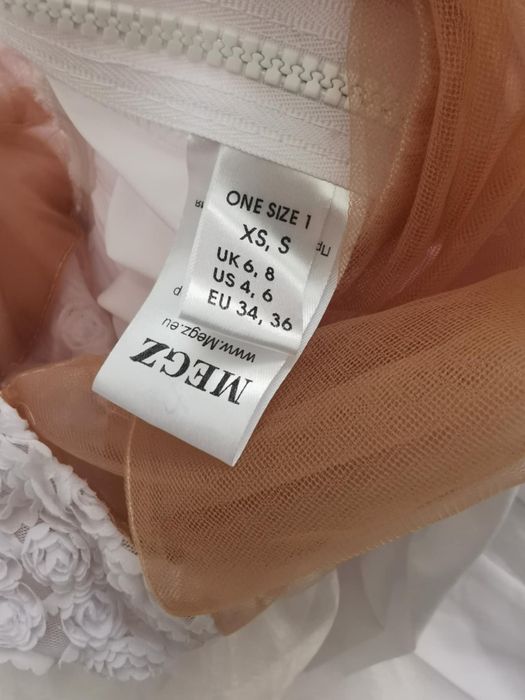 ONE SIZE 1
XS, S
UK 6, 8
US 4, 6
EU 34, 36
www.Megz.eu
MEGZ